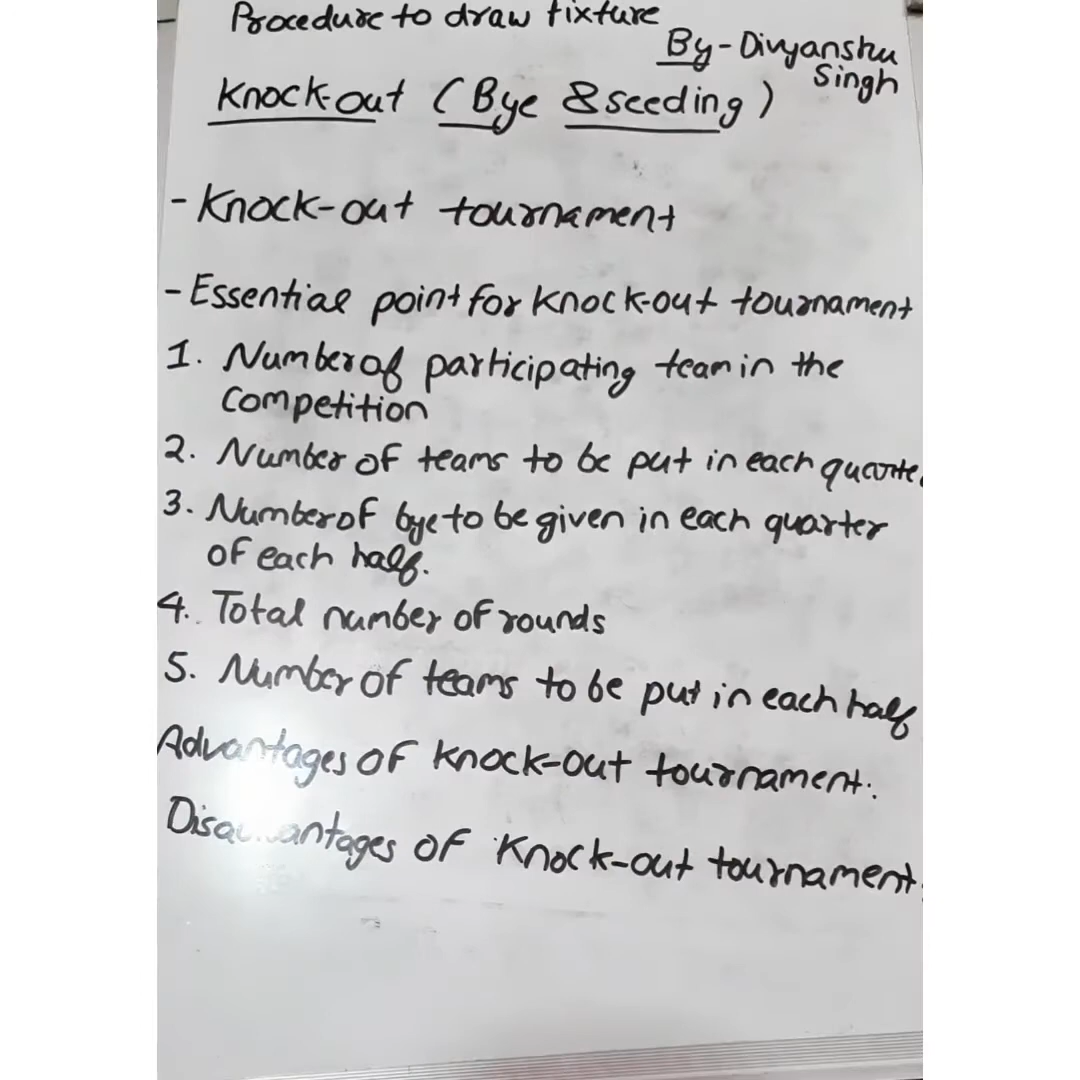 Procedure to draw fixture
By - Divyanshu
Singh
Knock-out (Bye & seeding)
- Knock-out tournament
- Essential point for Knock-out tournament
1. Number of participating team in the
competition
2. Number of teams to be put in each quarte
3. Number of bye to be given in each quarter
of each half.
4. Total number of rounds
5. Number of teams to be put in each half
Advantages of Knock-out tournament:
Disadvantages of Knock-out tournament: